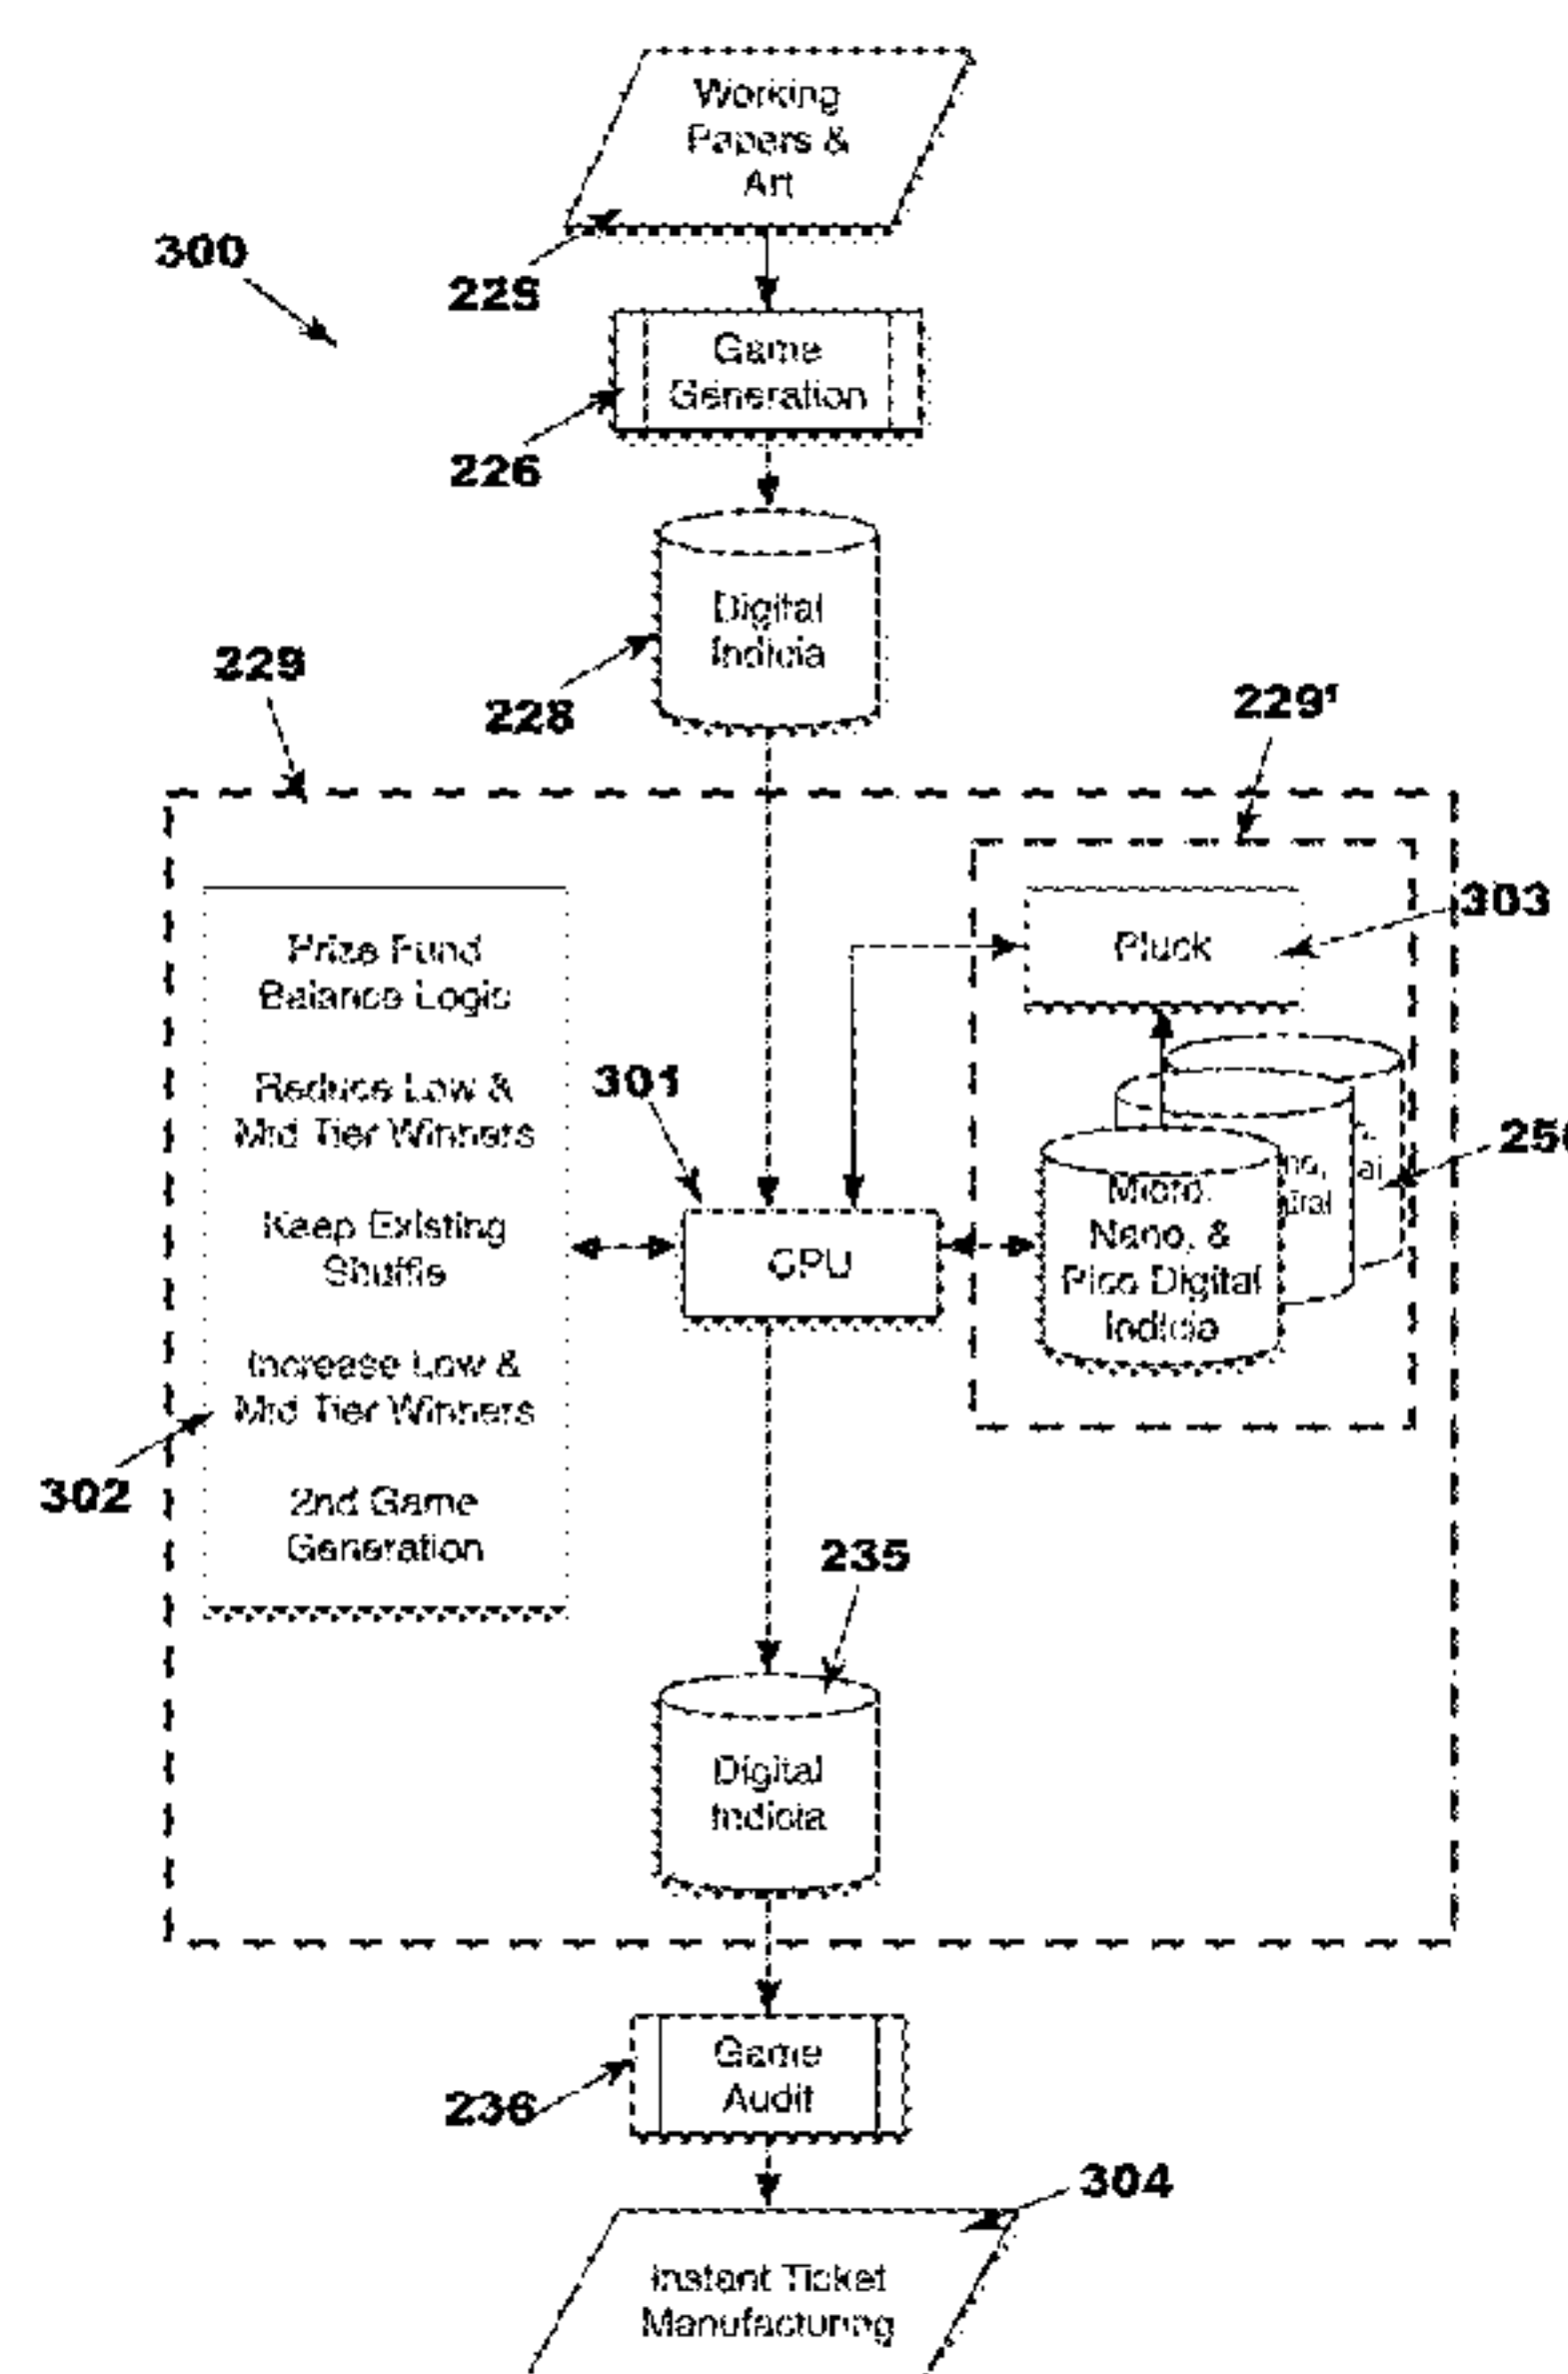 Working
Papers &
Art
300
225
Game
Generation
226
Digital
Indicia
228
229
229'
Pluck
303
Prize Fund
Balance Logic
Reduce Low &
Mid Tier Winners
Keep Existing
Shuffle
Increase Low &
Mid Tier Winners
2nd Game
Generation
302
301
CPU
Micro,
Nano, &
Pico Digital
Indicia
235
Digital
Indicia
Game
Audit
236
304
Instant Ticket
Manufacturing